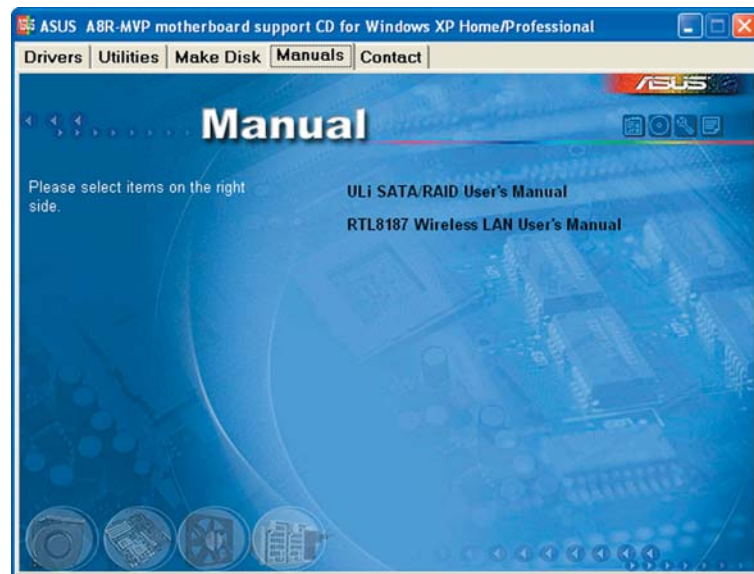 ASUS A8R-MVP motherboard support CD for Windows XP Home/Professional
Drivers Utilities Make Disk Manuals Contact
ASUS
Manual
Please select items on the right
side.
ULi SATA/RAID User's Manual
RTL8187 Wireless LAN User's Manual